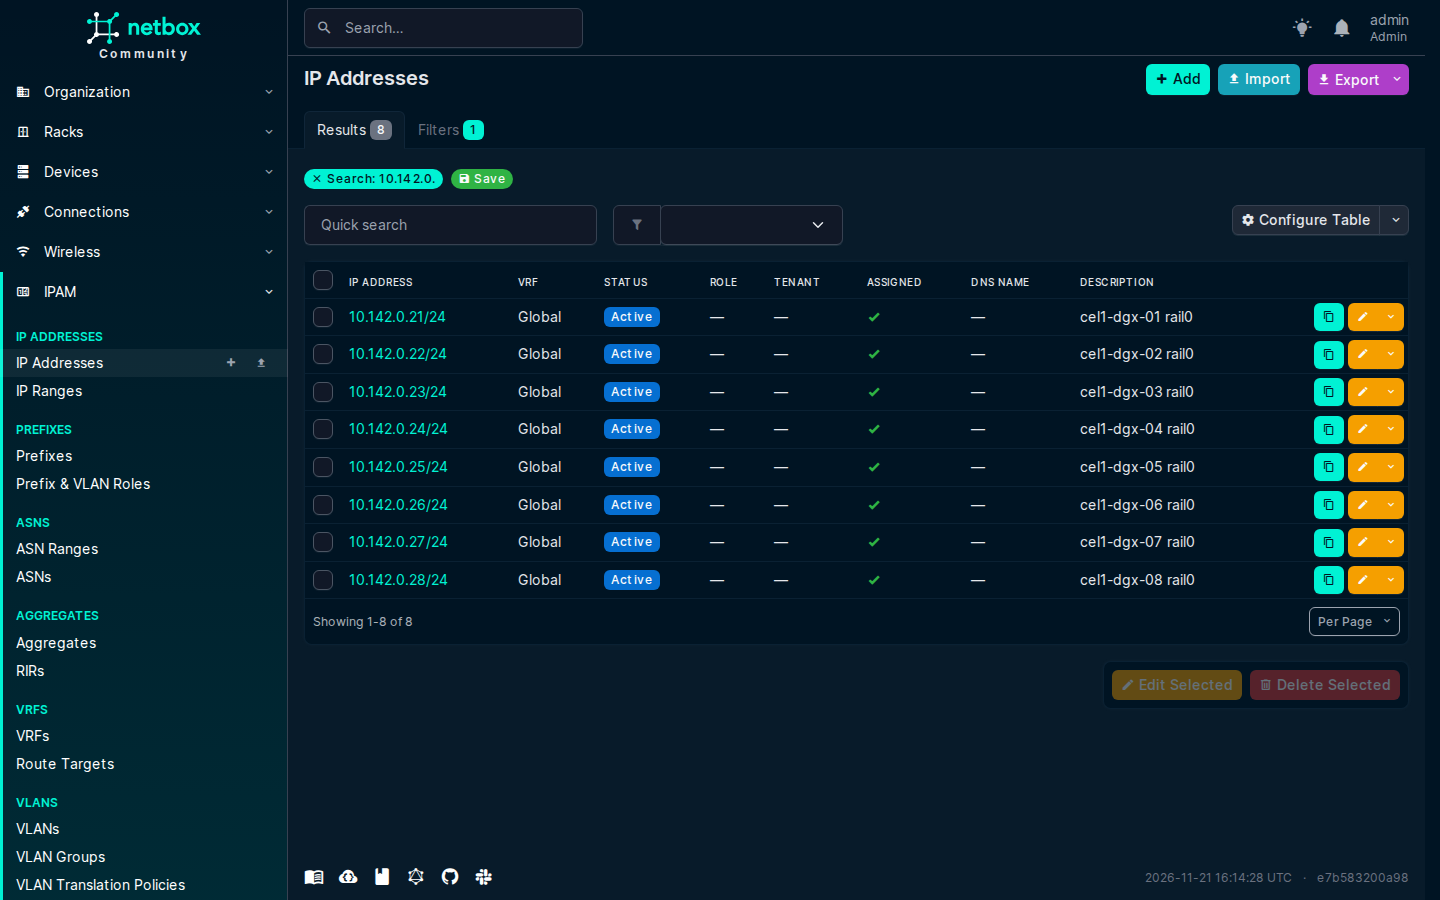 netbox
Community
Search...
admin
Admin
Organization
Racks
Devices
Connections
Wireless
IPAM
IP ADDRESSES
IP Addresses
IP Ranges
PREFIXES
Prefixes
Prefix & VLAN Roles
ASNS
ASN Ranges
ASNs
AGGREGATES
Aggregates
RIRs
VRFS
VRFs
Route Targets
VLANS
VLANs
VLAN Groups
VLAN Translation Policies
IP Addresses
Add Import Export
Results 8 Filters 1
Search: 10.142.0. Save
Quick search
Configure Table
IP ADDRESS VRF STATUS ROLE TENANT ASSIGNED DNS NAME DESCRIPTION
10.142.0.21/24 Global Active — — — cel1-dgx-01 rail0
10.142.0.22/24 Global Active — — — cel1-dgx-02 rail0
10.142.0.23/24 Global Active — — — cel1-dgx-03 rail0
10.142.0.24/24 Global Active — — — cel1-dgx-04 rail0
10.142.0.25/24 Global Active — — — cel1-dgx-05 rail0
10.142.0.26/24 Global Active — — — cel1-dgx-06 rail0
10.142.0.27/24 Global Active — — — cel1-dgx-07 rail0
10.142.0.28/24 Global Active — — — cel1-dgx-08 rail0
Showing 1-8 of 8
Per Page
Edit Selected Delete Selected
2026-11-21 16:14:28 UTC · e7b583200a98